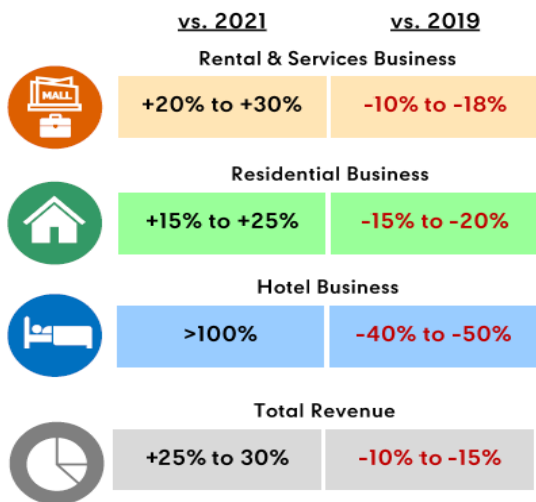 vs. 2021 vs. 2019
Rental & Services Business
MALL
+20% to +30% -10% to -18%
Residential Business
+15% to +25% -15% to -20%
Hotel Business
>100% -40% to -50%
Total Revenue
+25% to 30% -10% to -15%